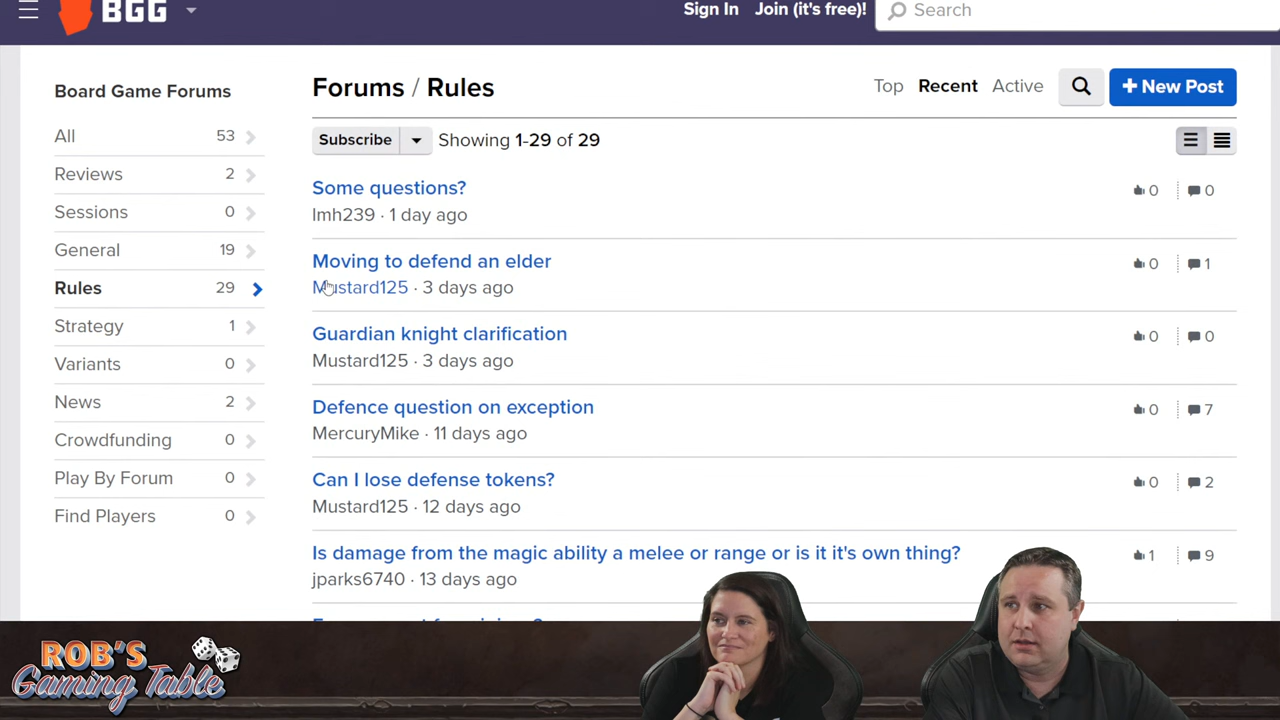 BGG
Sign In
Join (it's free)!
Search
Board Game Forums
All 53
Reviews 2
Sessions 0
General 19
Rules 29
Strategy 1
Variants 0
News 2
Crowdfunding 0
Play By Forum 0
Find Players 0
Forums / Rules
Top Recent Active
+ New Post
Subscribe
Showing 1-29 of 29
Some questions?
lmh239 · 1 day ago
0 0
Moving to defend an elder
Mustard125 · 3 days ago
0 1
Guardian knight clarification
Mustard125 · 3 days ago
0 0
Defence question on exception
MercuryMike · 11 days ago
0 7
Can I lose defense tokens?
Mustard125 · 12 days ago
0 2
Is damage from the magic ability a melee or range or is it it's own thing?
jparks6740 · 13 days ago
1 9
ROB'S
Gaming Table